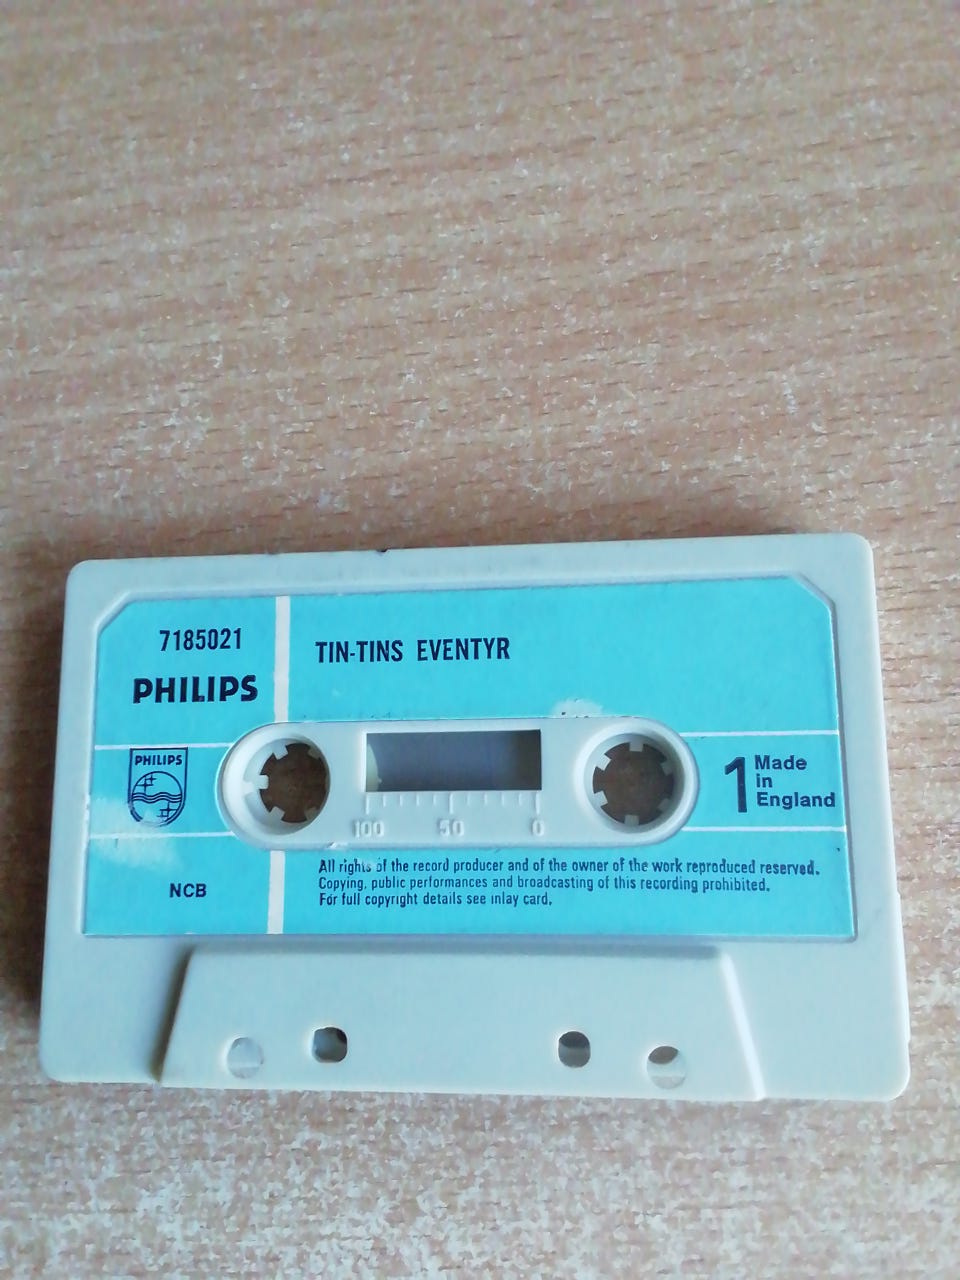 7185021
PHILIPS
TIN-TINS EVENTYR
PHILIPS
1
Made
in
England
100 50 0
NCB
All rights of the record producer and of the owner of the work reproduced reserved.
Copying, public performances and broadcasting of this recording prohibited.
For full copyright details see inlay card.